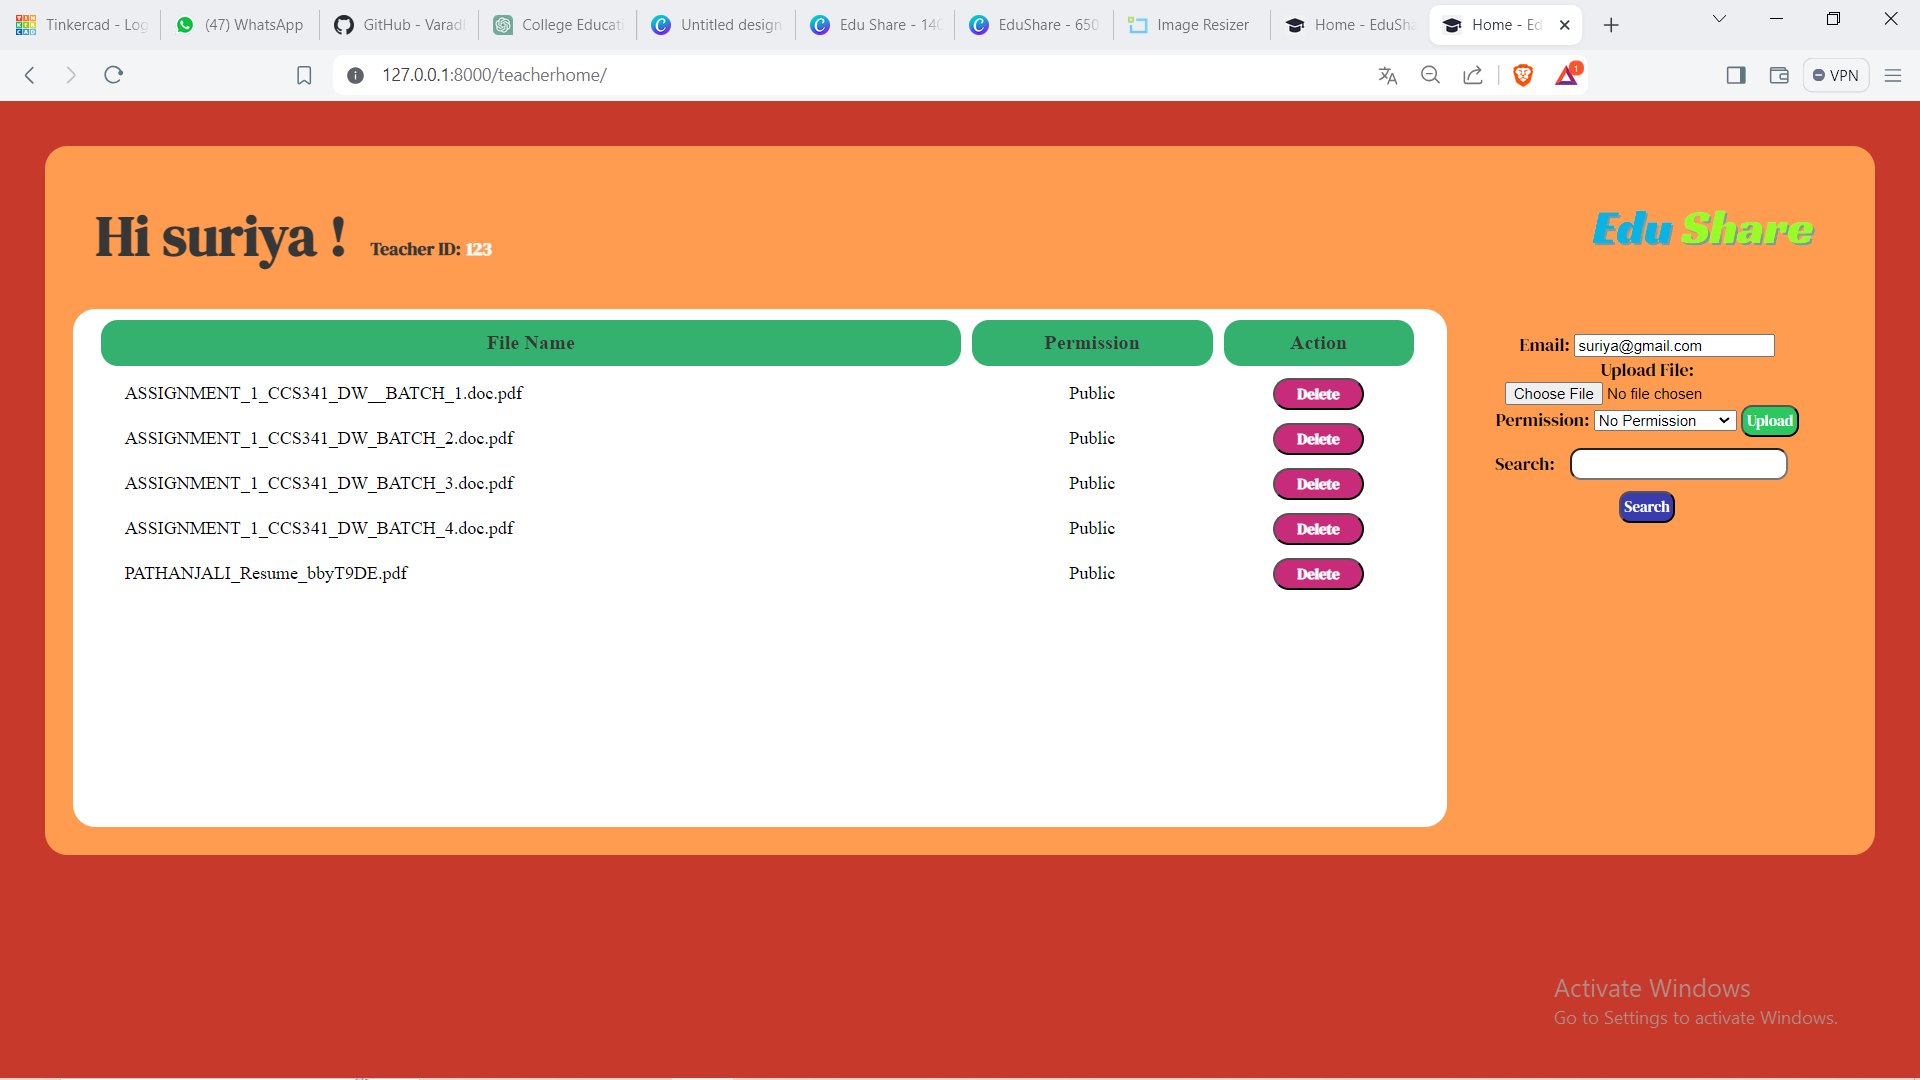 Tinkercad - Log
(47) WhatsApp
GitHub - Varadh
College Educati
Untitled design
Edu Share - 140
EduShare - 650
Image Resizer
Home - EduSha
Home - Ed
127.0.0.1:8000/teacherhome/
1
VPN
Hi suriya !
Teacher ID: 123
Edu Share
File Name Permission Action
ASSIGNMENT_1_CCS341_DW__BATCH_1.doc.pdf Public Delete
ASSIGNMENT_1_CCS341_DW_BATCH_2.doc.pdf Public Delete
ASSIGNMENT_1_CCS341_DW_BATCH_3.doc.pdf Public Delete
ASSIGNMENT_1_CCS341_DW_BATCH_4.doc.pdf Public Delete
PATHANJALI_Resume_bbyT9DE.pdf Public Delete
Email: suriya@gmail.com
Upload File:
Choose File No file chosen
Permission: No Permission Upload
Search:
Search
Activate Windows
Go to Settings to activate Windows.